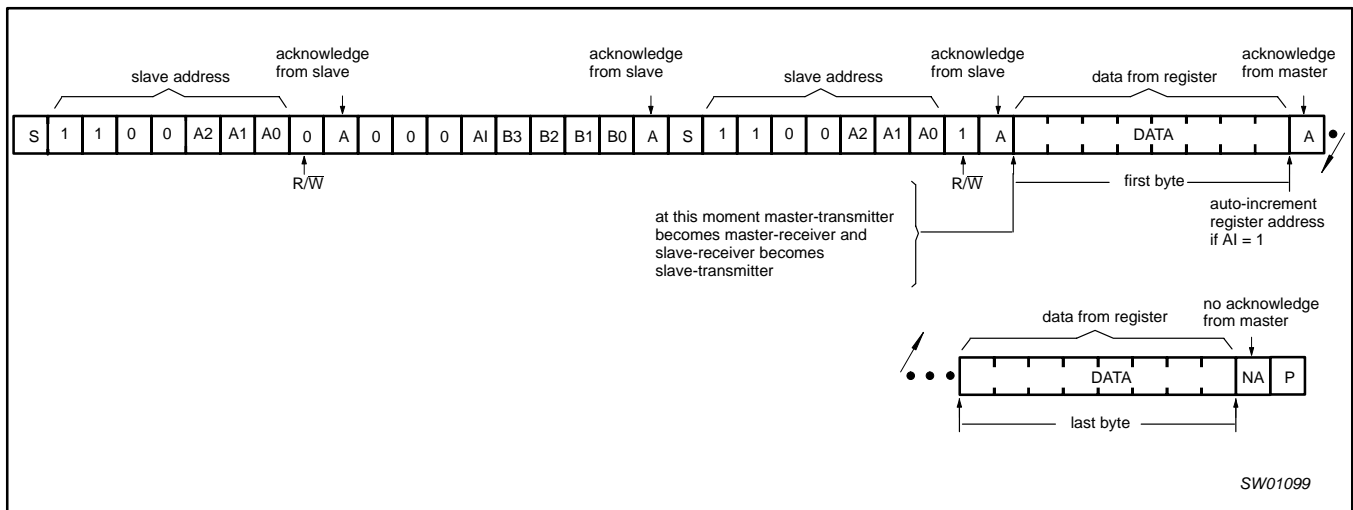 acknowledge
from slave
acknowledge
from slave
acknowledge
from slave
acknowledge
from master
slave address
slave address
data from register
S 1 1 0 0 A2 A1 A0 0 A 0 0 0 AI B3 B2 B1 B0 A S 1 1 0 0 A2 A1 A0 1 A DATA A
R/W̅
R/W̅
first byte
at this moment master-transmitter
becomes master-receiver and
slave-receiver becomes
slave-transmitter
auto-increment
register address
if AI = 1
data from register
no acknowledge
from master
DATA NA P
last byte
SW01099